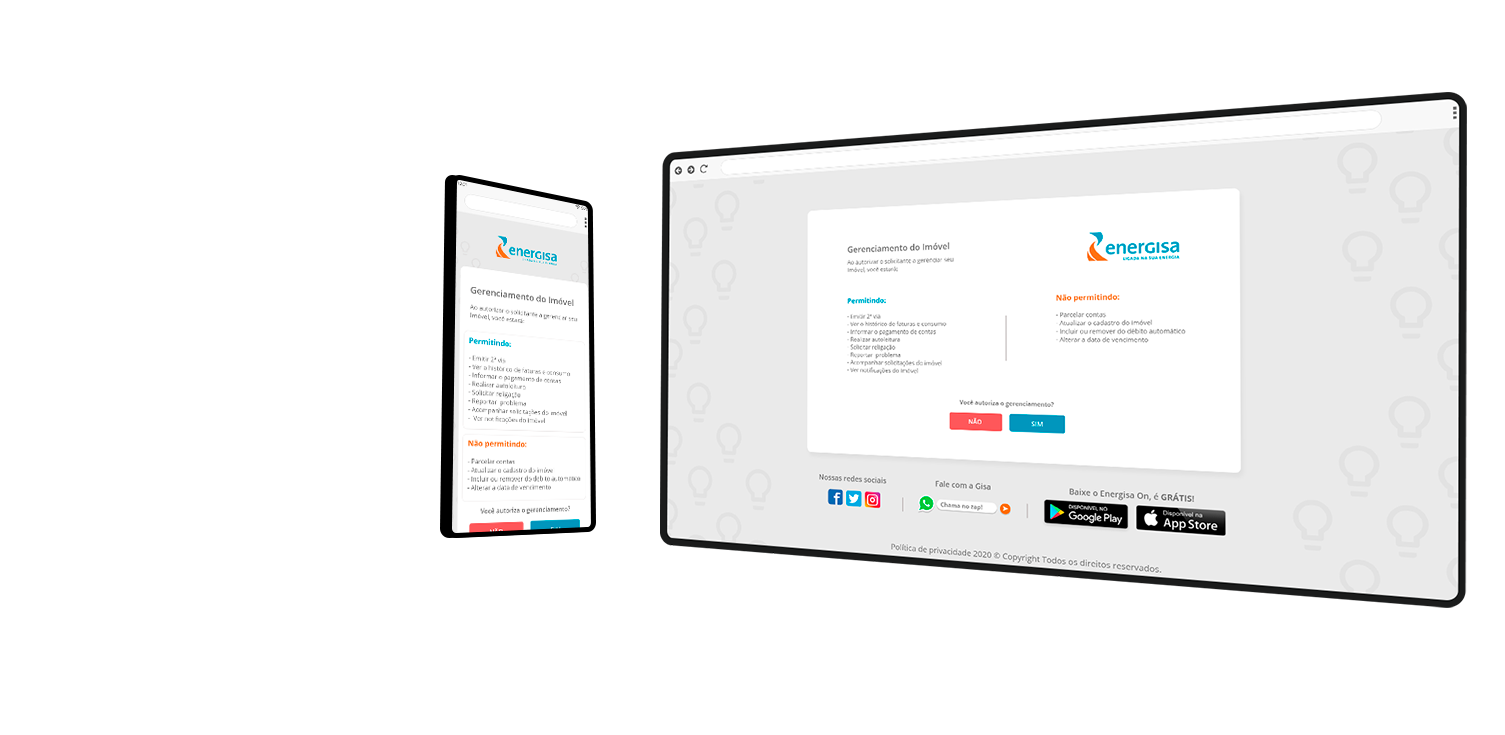 energisa
Gerenciamento do Imóvel
Ao autorizar o solicitante a gerenciar seu
Imóvel, você estará:
Permitindo:
- Emitir 2ª via
- Ver o histórico de faturas e consumo
- Informar o pagamento de contas
- Realizar autoleitura
- Solicitar religação
- Reportar problema
- Acompanhar solicitações do imóvel
- Ver notificações do imóvel
Não permitindo:
- Parcelar contas
- Atualizar o cadastro do imóve
- Incluir ou remover do débito automático
- Alterar a data de vencimento
Você autoriza o gerenciamento?
Gerenciamento do Imóvel
Ao autorizar o solicitante a gerenciar seu
Imóvel, você estará:
energisa
LIGADA NA SUA ENERGIA
Permitindo:
- Emitir 2ª via
- Ver o histórico de faturas e consumo
- Informar o pagamento de contas
- Realizar autoleitura
Solicitar religação
Reportar problema
- Acompanhar solicitações do imóvel
- Ver notificações do imóvel
Não permitindo:
- Parcelar contas
Atualizar o cadastro do imóvel
- Incluir ou remover do débito automático
- Alterar a data de vencimento
Você autoriza o gerenciamento?
NÃO
SIM
Nossas redes sociais
Fale com a Gisa
Chama no zap!
Baixe o Energisa On, é GRÁTIS!
DISPONÍVEL NO
Google Play
Disponível na
App Store
Política de privacidade 2020 © Copyright Todos os direitos reservados.